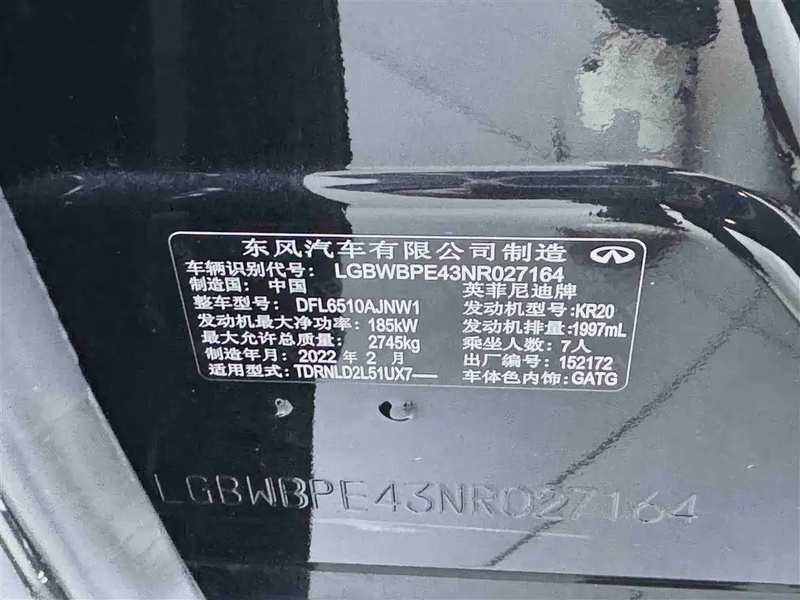 东风汽车有限公司制造
车辆识别代号： LGBWBPE43NR027164
制造国： 中国 英菲尼迪牌
整车型号： DFL6510AJNW1 发动机型号:KR20
发动机最大净功率： 185kW 发动机排量:1997mL
最大允许总质量： 2745kg 乘坐人数：7人
制造年月：2022 年 2 月 出厂编号：152172
适用型式：TDRNLD2L51UX7—— 车体色内饰:GATG
LGBWBPE43NR027164